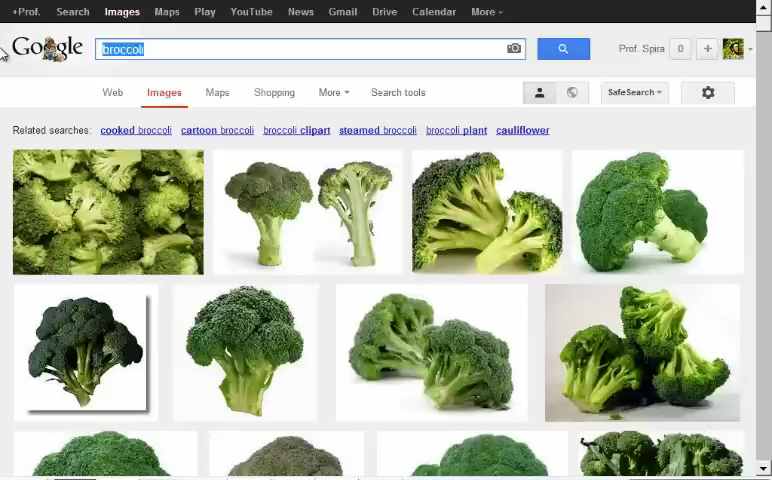 +Prof. Search Images Maps Play YouTube News Gmail Drive Calendar More
Google broccoli Prof. Spira 0 +
Web Images Maps Shopping More Search tools SafeSearch
Related searches: cooked broccoli cartoon broccoli broccoli clipart steamed broccoli broccoli plant cauliflower